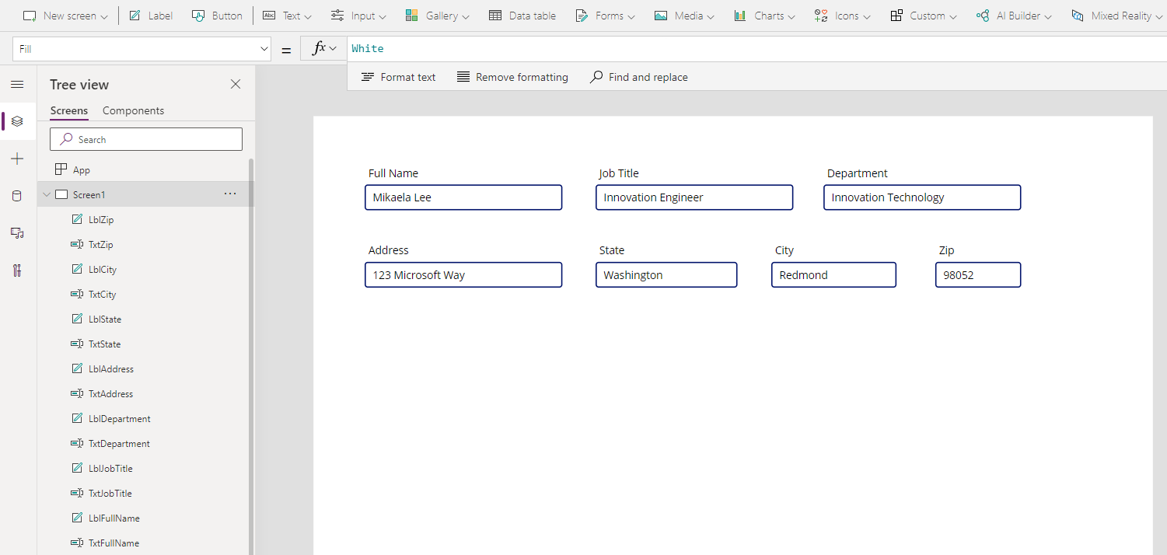 New screen Label Button Text Input Gallery Data table Forms Media Charts Icons Custom AI Builder Mixed Reality
Fill = fx White
Format text Remove formatting Find and replace
Tree view
Screens Components
Search
App
Screen1
LblZip
TxtZip
LblCity
TxtCity
LblState
TxtState
LblAddress
TxtAddress
LblDepartment
TxtDepartment
LblJobTitle
TxtJobTitle
LblFullName
TxtFullName
Full Name Job Title Department
Mikaela Lee Innovation Engineer Innovation Technology
Address State City Zip
123 Microsoft Way Washington Redmond 98052